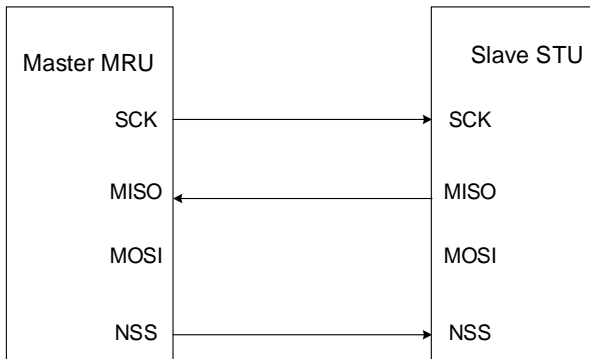 Master MRU
Slave STU
SCK
SCK
MISO
MISO
MOSI
MOSI
NSS
NSS